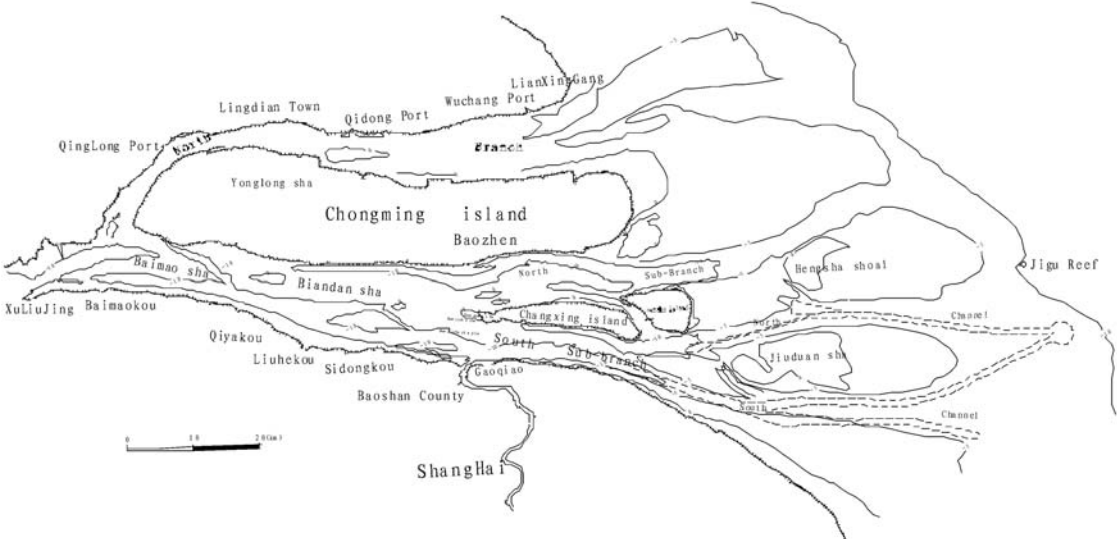 LianXingGang
Wuchang Port
Lingdian Town
Qidong Port
QingLong Port
North
Branch
Yonglong sha
Chongming island
Baozhen
Baimao sha
Biandan sha
North
Sub-Branch
Hengsha shoal
Jigu Reef
XuLiuJing
Baimaokou
Changxing island
North
Channel
Qiyakou
South
Sub-branch
Jiuduan sha
Liuhekou
Sidongkou
Gaoqiao
Baoshan County
South
Channel
0 10 20(km)
ShangHai